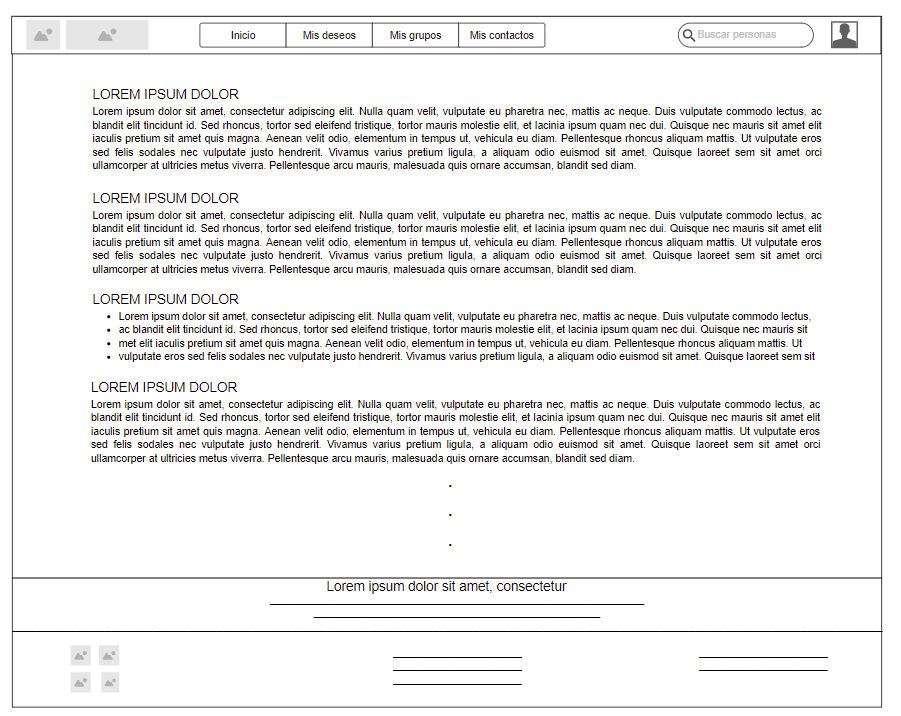 Inicio
Mis deseos
Mis grupos
Mis contactos
Buscar personas
LOREM IPSUM DOLOR
Lorem ipsum dolor sit amet, consectetur adipiscing elit. Nulla quam velit, vulputate eu pharetra nec, mattis ac neque. Duis vulputate commodo lectus, ac
blandit elit tincidunt id. Sed rhoncus, tortor sed eleifend tristique, tortor mauris molestie elit, et lacinia ipsum quam nec dui. Quisque nec mauris sit amet elit
iaculis pretium sit amet quis magna. Aenean velit odio, elementum in tempus ut, vehicula eu diam. Pellentesque rhoncus aliquam mattis. Ut vulputate eros
sed felis sodales nec vulputate justo hendrerit. Vivamus varius pretium ligula, a aliquam odio euismod sit amet. Quisque laoreet sem sit amet orci
ullamcorper at ultricies metus viverra. Pellentesque arcu mauris, malesuada quis ornare accumsan, blandit sed diam.
LOREM IPSUM DOLOR
Lorem ipsum dolor sit amet, consectetur adipiscing elit. Nulla quam velit, vulputate eu pharetra nec, mattis ac neque. Duis vulputate commodo lectus, ac
blandit elit tincidunt id. Sed rhoncus, tortor sed eleifend tristique, tortor mauris molestie elit, et lacinia ipsum quam nec dui. Quisque nec mauris sit amet elit
iaculis pretium sit amet quis magna. Aenean velit odio, elementum in tempus ut, vehicula eu diam. Pellentesque rhoncus aliquam mattis. Ut vulputate eros
sed felis sodales nec vulputate justo hendrerit. Vivamus varius pretium ligula, a aliquam odio euismod sit amet. Quisque laoreet sem sit amet orci
ullamcorper at ultricies metus viverra. Pellentesque arcu mauris, malesuada quis ornare accumsan, blandit sed diam.
LOREM IPSUM DOLOR
• Lorem ipsum dolor sit amet, consectetur adipiscing elit. Nulla quam velit, vulputate eu pharetra nec, mattis ac neque. Duis vulputate commodo lectus,
• ac blandit elit tincidunt id. Sed rhoncus, tortor sed eleifend tristique, tortor mauris molestie elit, et lacinia ipsum quam nec dui. Quisque nec mauris sit
• met elit iaculis pretium sit amet quis magna. Aenean velit odio, elementum in tempus ut, vehicula eu diam. Pellentesque rhoncus aliquam mattis. Ut
• vulputate eros sed felis sodales nec vulputate justo hendrerit. Vivamus varius pretium ligula, a aliquam odio euismod sit amet. Quisque laoreet sem sit
LOREM IPSUM DOLOR
Lorem ipsum dolor sit amet, consectetur adipiscing elit. Nulla quam velit, vulputate eu pharetra nec, mattis ac neque. Duis vulputate commodo lectus, ac
blandit elit tincidunt id. Sed rhoncus, tortor sed eleifend tristique, tortor mauris molestie elit, et lacinia ipsum quam nec dui. Quisque nec mauris sit amet elit
iaculis pretium sit amet quis magna. Aenean velit odio, elementum in tempus ut, vehicula eu diam. Pellentesque rhoncus aliquam mattis. Ut vulputate eros
sed felis sodales nec vulputate justo hendrerit. Vivamus varius pretium ligula, a aliquam odio euismod sit amet. Quisque laoreet sem sit amet orci
ullamcorper at ultricies metus viverra. Pellentesque arcu mauris, malesuada quis ornare accumsan, blandit sed diam.
.
.
.
Lorem ipsum dolor sit amet, consectetur